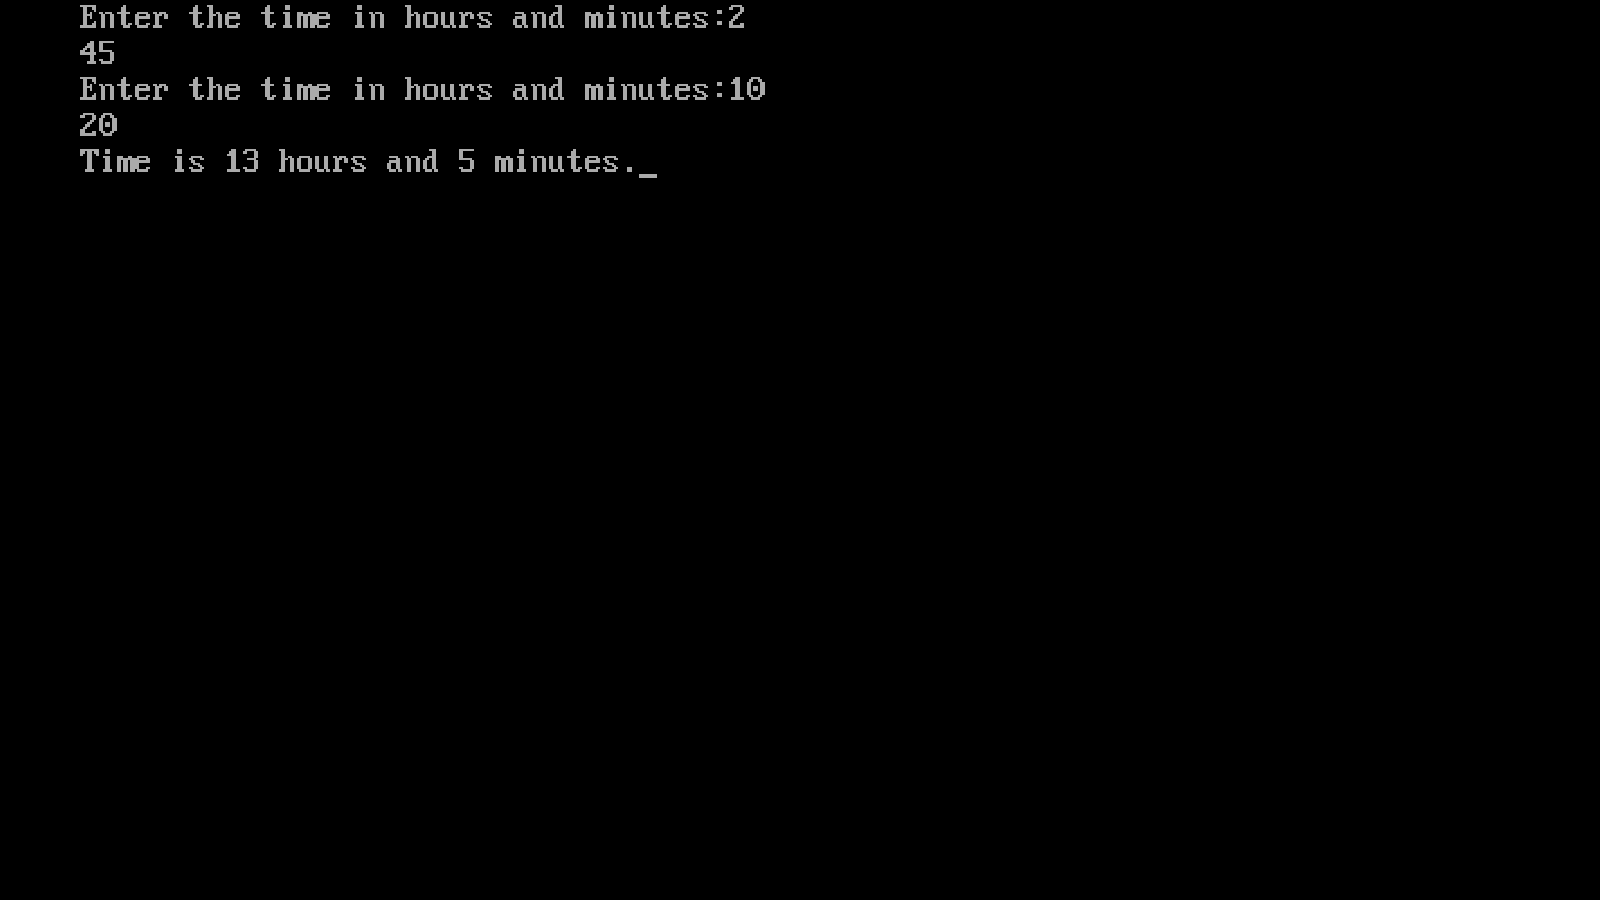 Enter the time in hours and minutes:2
45
Enter the time in hours and minutes:10
20
Time is 13 hours and 5 minutes._